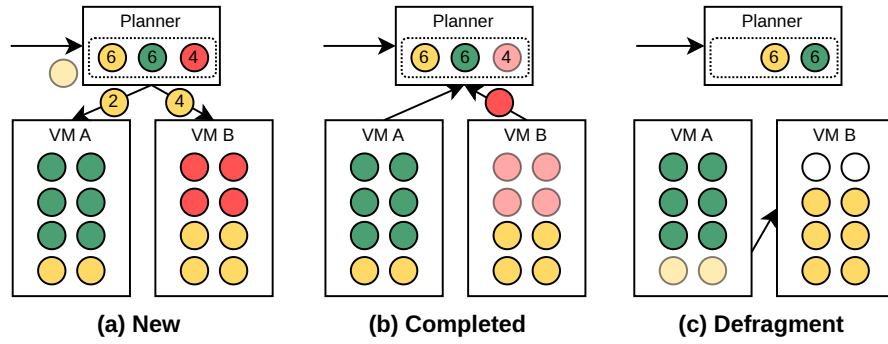 Planner
6 6 4
2 4
VM A
VM B
(a) New
Planner
6 6 4
VM A
VM B
(b) Completed
Planner
6 6
VM A
VM B
(c) Defragment